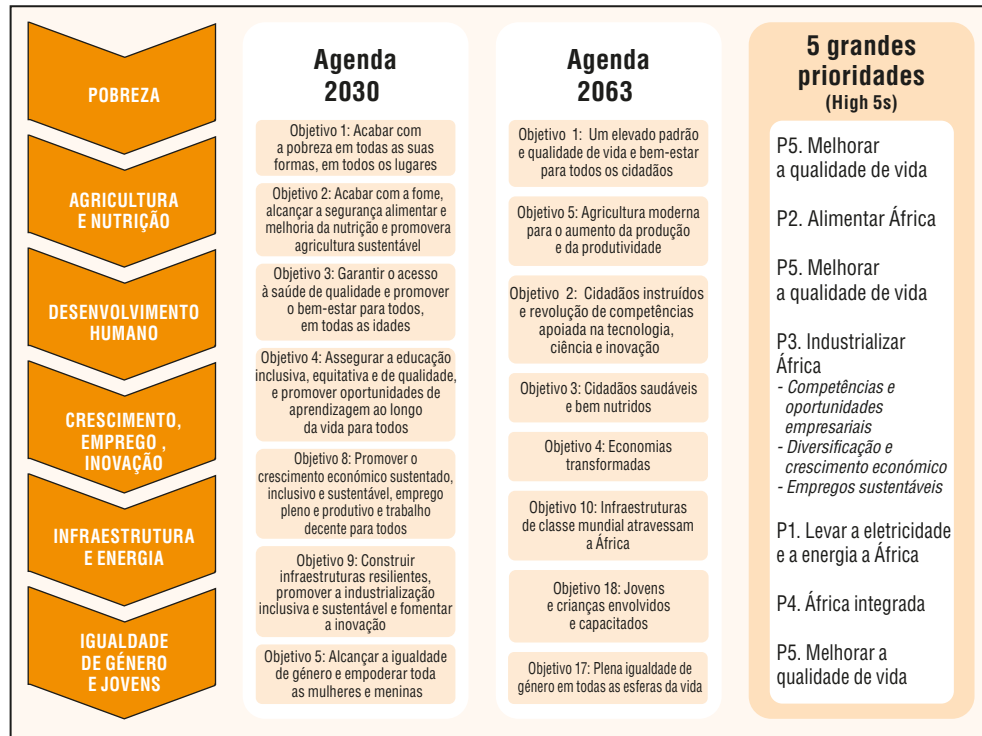 POBREZA
AGRICULTURA
E NUTRIÇÃO
DESENVOLVIMENTO
HUMANO
CRESCIMENTO,
EMPREGO ,
INOVAÇÃO
INFRAESTRUTURA
E ENERGIA
IGUALDADE
DE GÉNERO
E JOVENS
Agenda
2030
Objetivo 1: Acabar com
a pobreza em todas as suas
formas, em todos os lugares
Objetivo 2: Acabar com a fome,
alcançar a segurança alimentar e
melhoria da nutrição e promovera
agricultura sustentável
Objetivo 3: Garantir o acesso
à saúde de qualidade e promover
o bem-estar para todos,
em todas as idades
Objetivo 4: Assegurar a educação
inclusiva, equitativa e de qualidade,
e promover oportunidades de
aprendizagem ao longo
da vida para todos
Objetivo 8: Promover o
crescimento económico sustentado,
inclusivo e sustentável, emprego
pleno e produtivo e trabalho
decente para todos
Objetivo 9: Construir
infraestruturas resilientes,
promover a industrialização
inclusiva e sustentável e fomentar
a inovação
Objetivo 5: Alcançar a igualdade
de género e empoderar toda
as mulheres e meninas
Agenda
2063
Objetivo 1: Um elevado padrão
e qualidade de vida e bem-estar
para todos os cidadãos
Objetivo 5: Agricultura moderna
para o aumento da produção
e da produtividade
Objetivo 2: Cidadãos instruídos
e revolução de competências
apoiada na tecnologia,
ciência e inovação
Objetivo 3: Cidadãos saudáveis
e bem nutridos
Objetivo 4: Economias
transformadas
Objetivo 10: Infraestruturas
de classe mundial atravessam
a África
Objetivo 18: Jovens
e crianças envolvidos
e capacitados
Objetivo 17: Plena igualdade de
género em todas as esferas da vida
5 grandes
prioridades
(High 5s)
P5. Melhorar
a qualidade de vida
P2. Alimentar África
P5. Melhorar
a qualidade de vida
P3. Industrializar
África
- Competências e
oportunidades
empresariais
- Diversificação e
crescimento económico
- Empregos sustentáveis
P1. Levar a eletricidade
e a energia a África
P4. África integrada
P5. Melhorar a
qualidade de vida